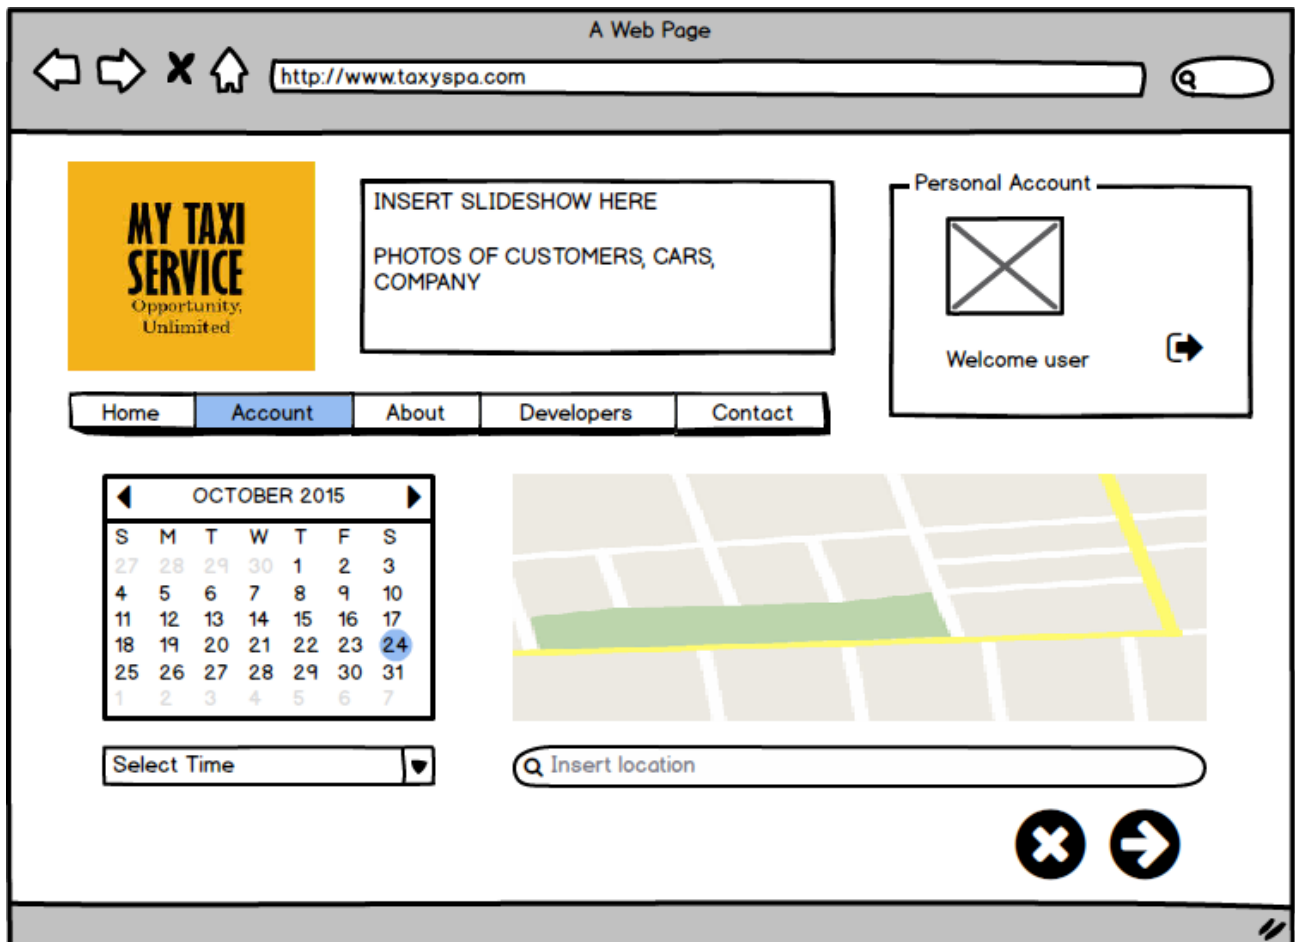 A Web Page
http://www.taxyspa.com
MY TAXI
SERVICE
Opportunity,
Unlimited
INSERT SLIDESHOW HERE
PHOTOS OF CUSTOMERS, CARS,
COMPANY
Personal Account
Welcome user
Home Account About Developers Contact
OCTOBER 2015
S M T W T F S
27 28 29 30 1 2 3
4 5 6 7 8 9 10
11 12 13 14 15 16 17
18 19 20 21 22 23 24
25 26 27 28 29 30 31
1 2 3 4 5 6 7
Select Time
Insert location